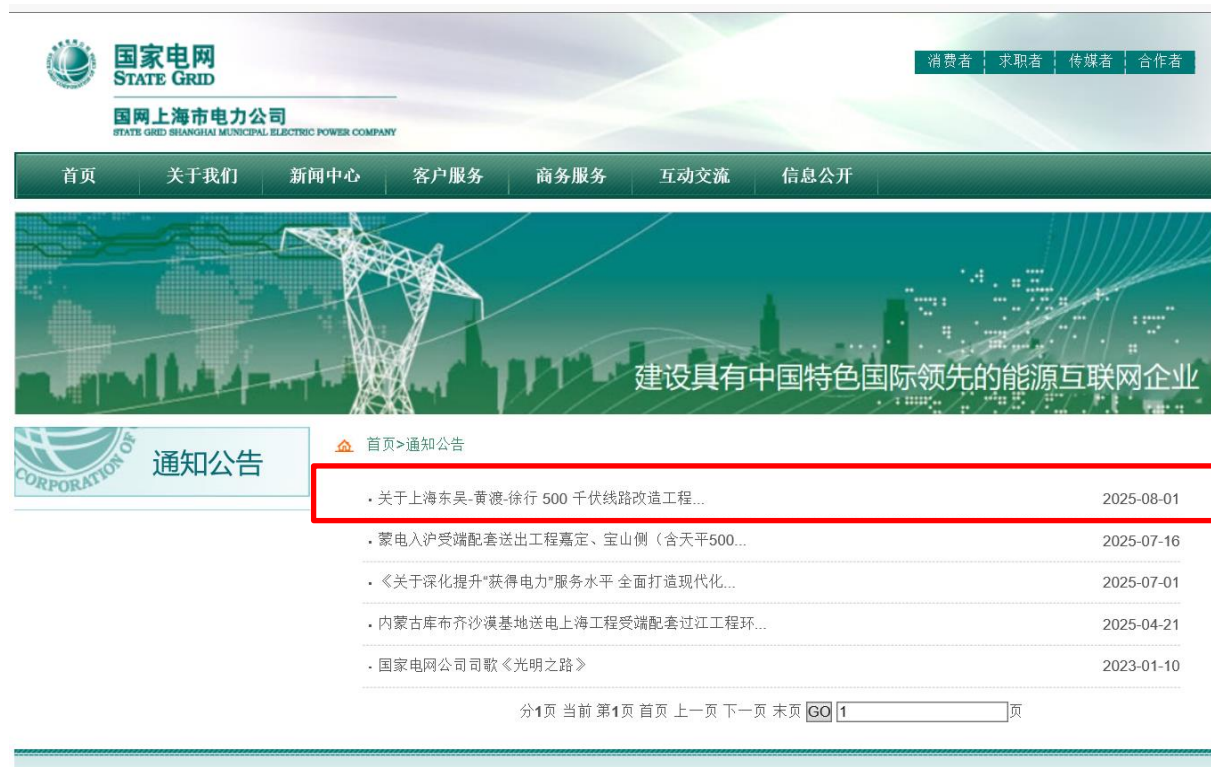 国家电网
STATE GRID
国网上海市电力公司
STATE GRID SHANGHAI MUNICIPAL ELECTRIC POWER COMPANY
消费者 求职者 传媒者 合作者
首页 关于我们 新闻中心 客户服务 商务服务 互动交流 信息公开
建设具有中国特色国际领先的能源互联网企业
CORPORATION OF
通知公告
首页>通知公告
·关于上海东吴-黄渡-徐行 500 千伏线路改造工程... 2025-08-01
·蒙电入沪受端配套送出工程嘉定、宝山侧（含天平500... 2025-07-16
·《关于深化提升“获得电力”服务水平 全面打造现代化... 2025-07-01
·内蒙古库布齐沙漠基地送电上海工程受端配套过江工程环... 2025-04-21
·国家电网公司司歌《光明之路》 2023-01-10
分1页 当前 第1页 首页 上一页 下一页 末页 GO 1 页